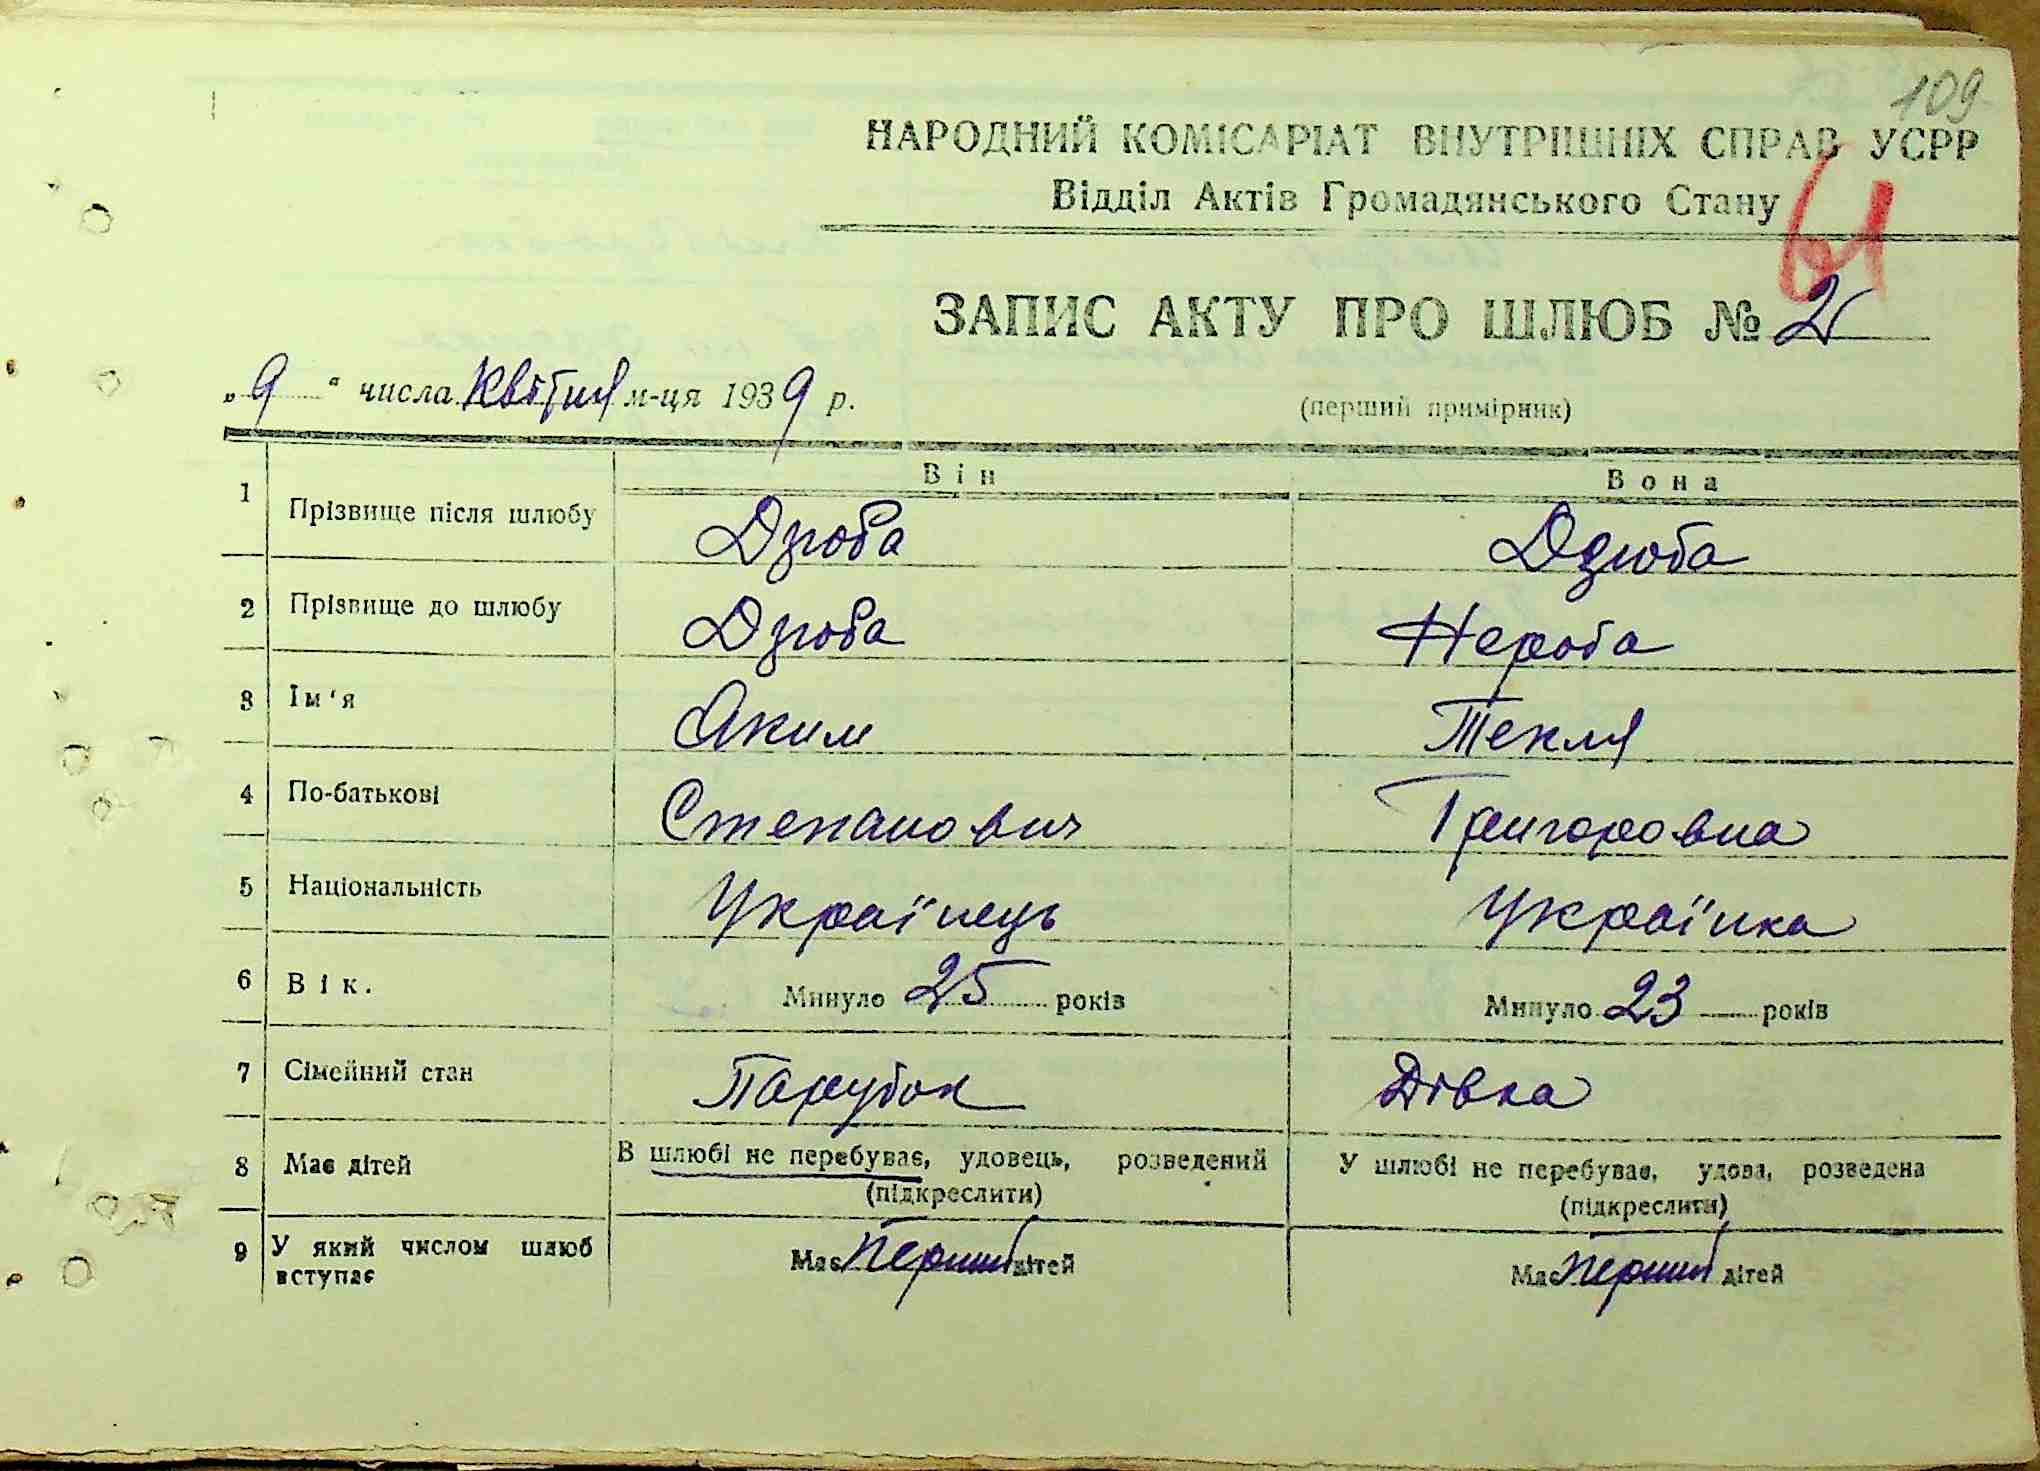 109
НАРОДНИЙ КОМІСАРІАТ ВНУТРІШНІХ СПРАВ УСРР
Відділ Актів Громадянського Стану
61
ЗАПИС АКТУ ПРО ШЛЮБ № 2
„ 9 “ числа квітня м-ця 1939 р.
(перший примірник)
Він Вона
1 Прізвище після шлюбу Дзюба Дзюба
2 Прізвище до шлюбу Дзюба Нероба
3 Ім'я Аким Текля
4 По-батькові Степанович Григоровна
5 Національність Українець Українка
6 Вік. Минуло 25 років Минуло 23 років
7 Сімейний стан Парубок Дівка
8 Має дітей В шлюбі не перебуває, удовець, розведений У шлюбі не перебуває, удова, розведена
(підкреслити) (підкреслити)
9 У який числом шлюб Має перший дітей Має перший дітей
вступає